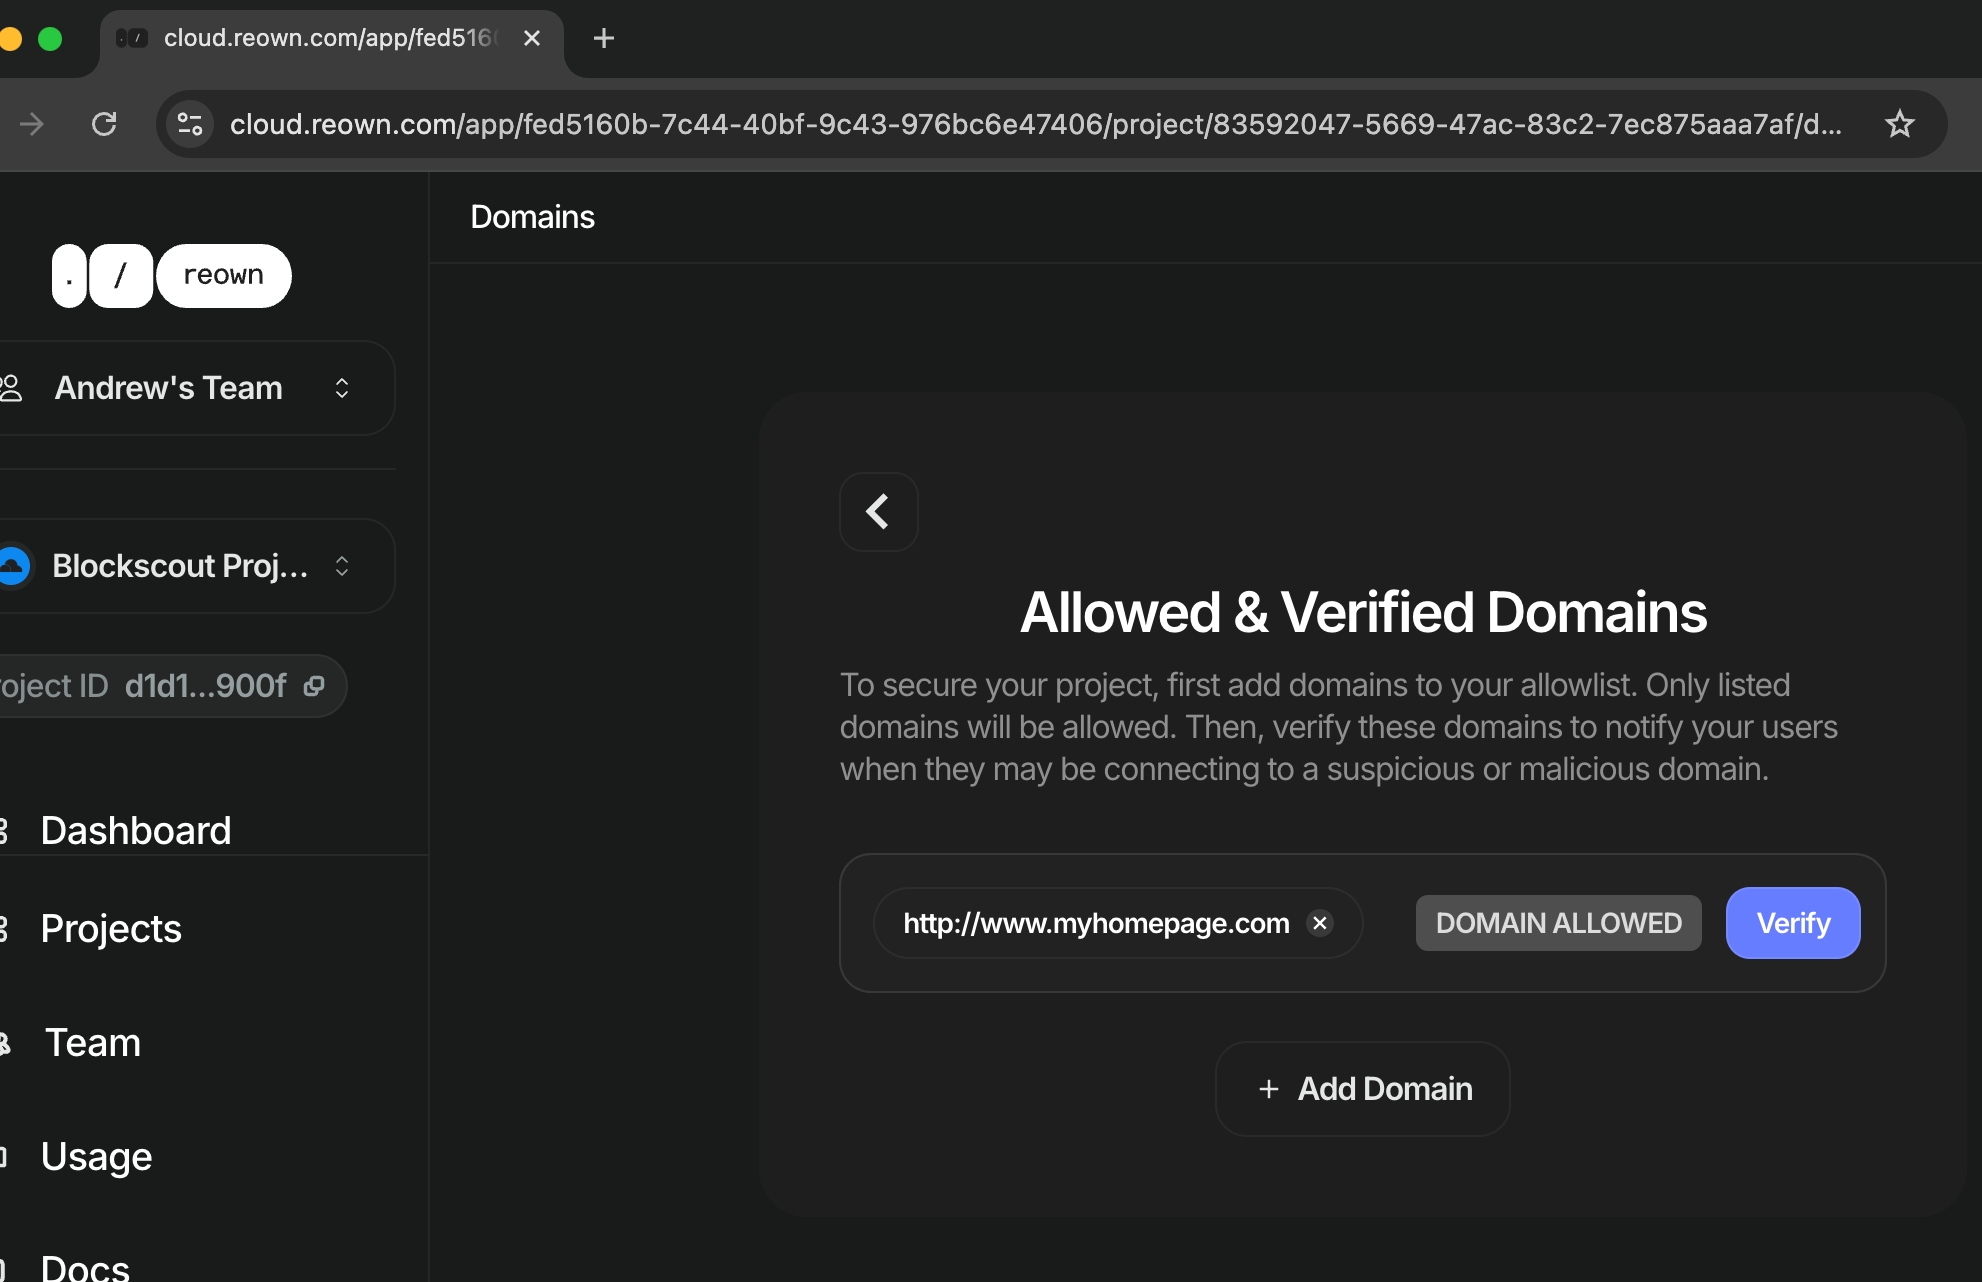 cloud.reown.com/app/fed516
cloud.reown.com/app/fed5160b-7c44-40bf-9c43-976bc6e47406/project/83592047-5669-47ac-83c2-7ec875aaa7af/d...
Domains
. / reown
Andrew's Team
Blockscout Proj...
oject ID d1d1...900f
Dashboard
Projects
Team
Usage
Docs
Allowed & Verified Domains
To secure your project, first add domains to your allowlist. Only listed
domains will be allowed. Then, verify these domains to notify your users
when they may be connecting to a suspicious or malicious domain.
http://www.myhomepage.com
DOMAIN ALLOWED
Verify
+ Add Domain